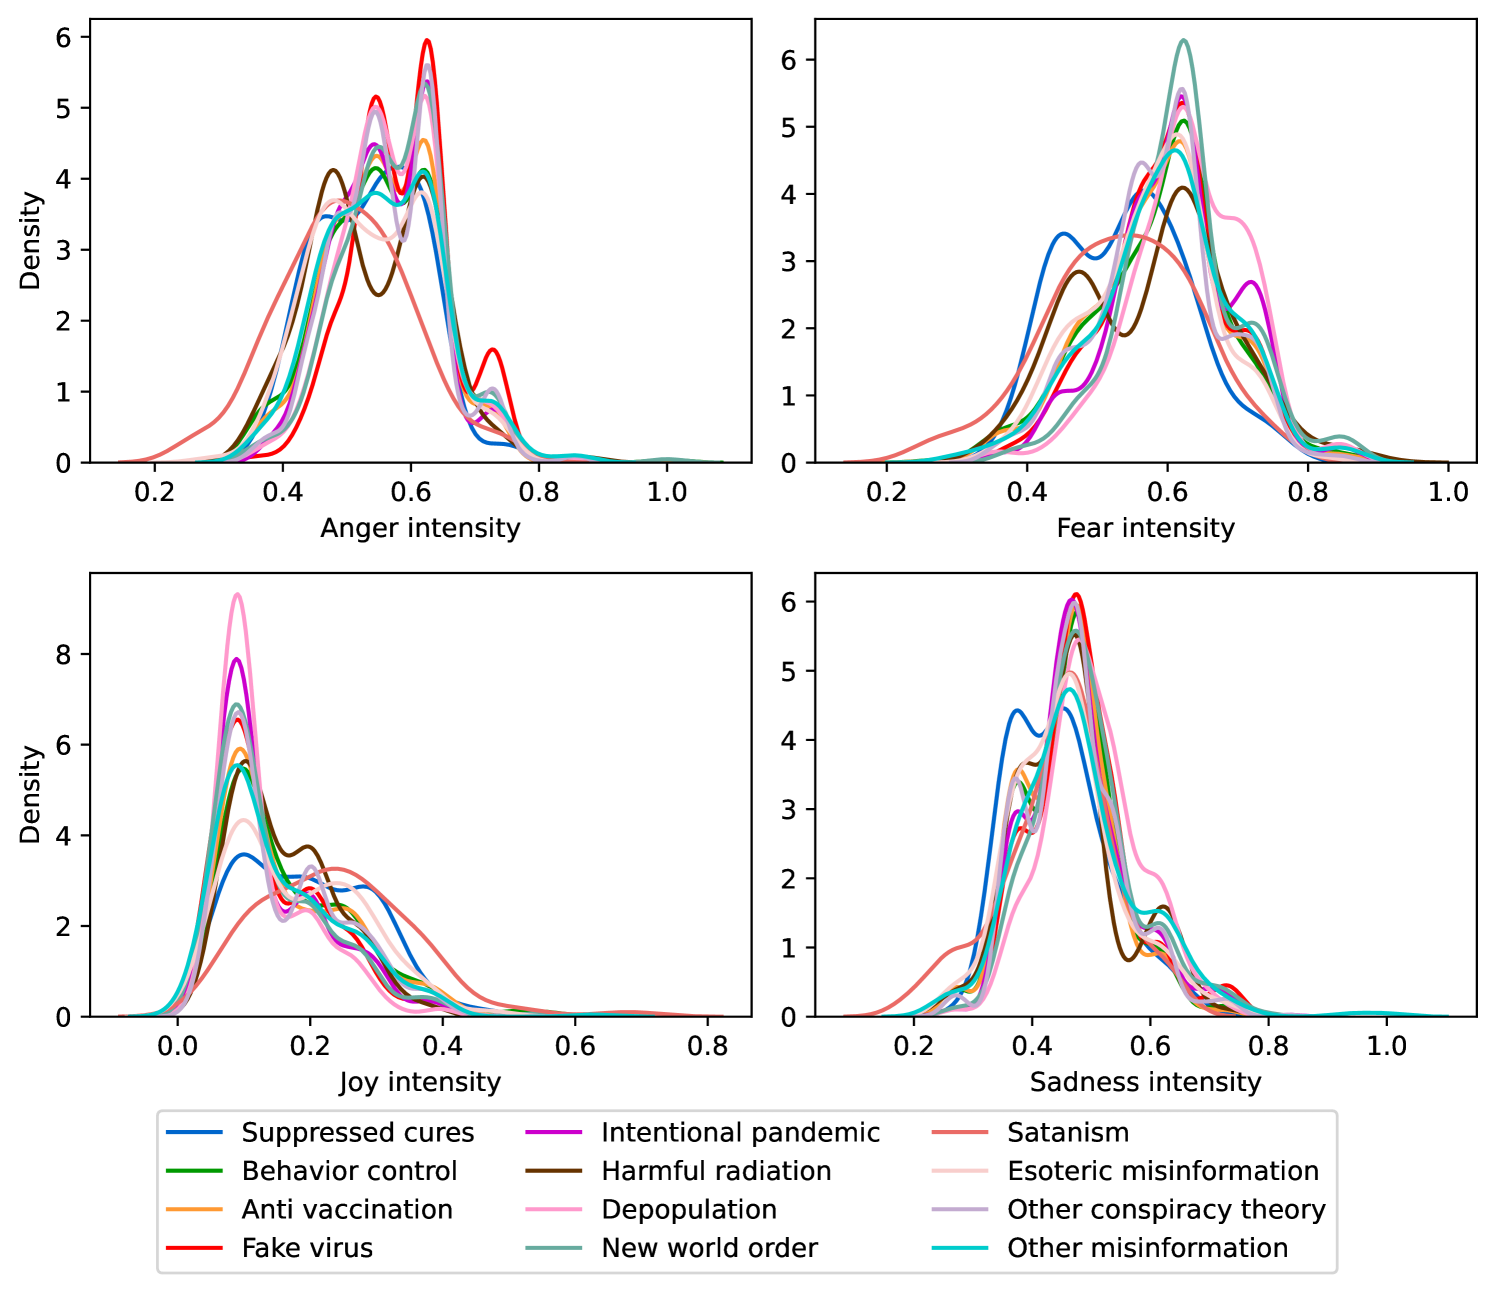 6
5
4
3
2
1
0
Density
0.2 0.4 0.6 0.8 1.0
Anger intensity
6
5
4
3
2
1
0
0.2 0.4 0.6 0.8 1.0
Fear intensity
8
6
4
2
0
Density
0.0 0.2 0.4 0.6 0.8
Joy intensity
6
5
4
3
2
1
0
0.2 0.4 0.6 0.8 1.0
Sadness intensity
Suppressed cures
Behavior control
Anti vaccination
Fake virus
Intentional pandemic
Harmful radiation
Depopulation
New world order
Satanism
Esoteric misinformation
Other conspiracy theory
Other misinformation